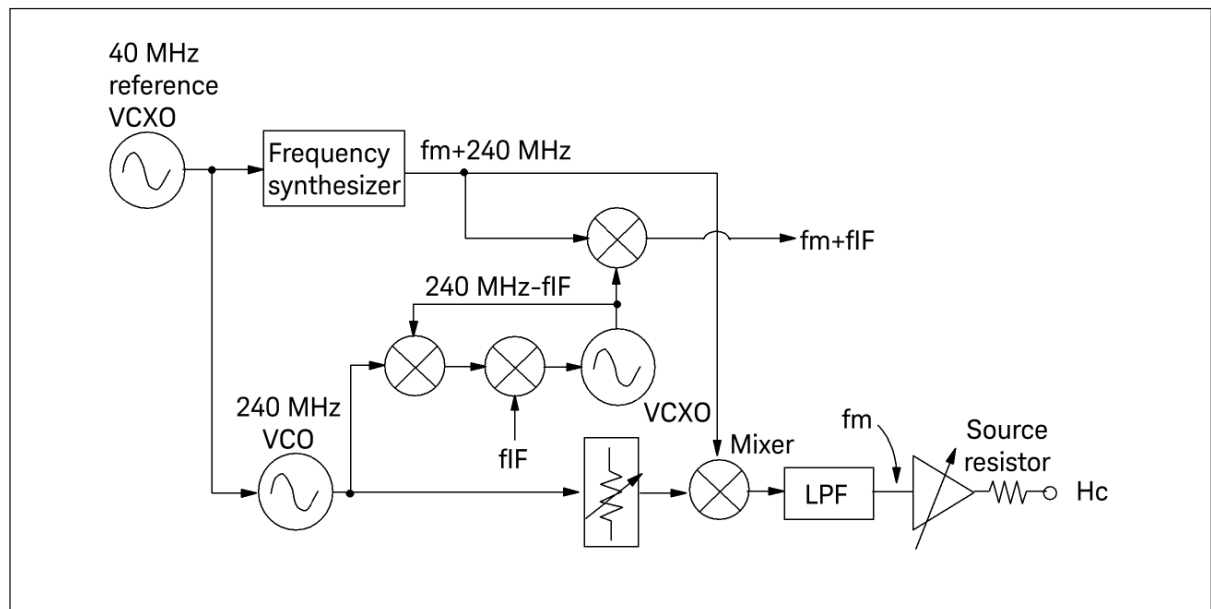 40 MHz
reference
VCXO
Frequency
synthesizer
fm+240 MHz
fm+fIF
240 MHz-fIF
VCXO
240 MHz
VCO
fIF
Mixer
LPF
fm
Source
resistor
Hc